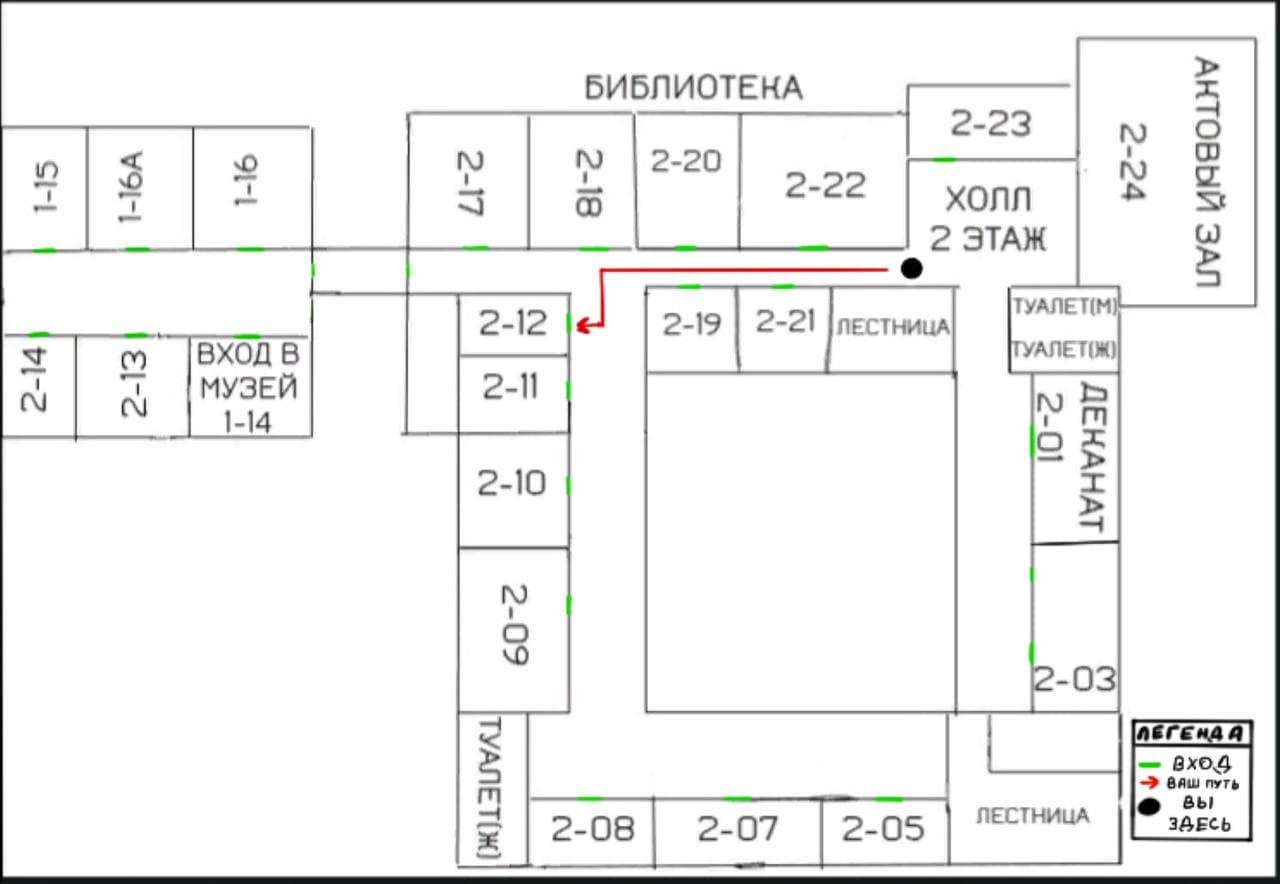 БИБЛИОТЕКА
АКТОВЫЙ ЗАЛ
2-24
2-23
ХОЛЛ
2 ЭТАЖ
1-15
1-16А
1-16
2-17
2-18
2-20
2-22
2-14
2-13
ВХОД В
МУЗЕЙ
1-14
2-12
2-11
2-10
2-09
2-19
2-21
ЛЕСТНИЦА
ТУАЛЕТ(М)
ТУАЛЕТ(Ж)
ДЕКАНАТ
2-01
2-03
ТУАЛЕТ(Ж)
2-08
2-07
2-05
ЛЕСТНИЦА
ЛЕГЕНДА
ВХОД
ВАШ ПУТЬ
ВЫ
ЗДЕСЬ